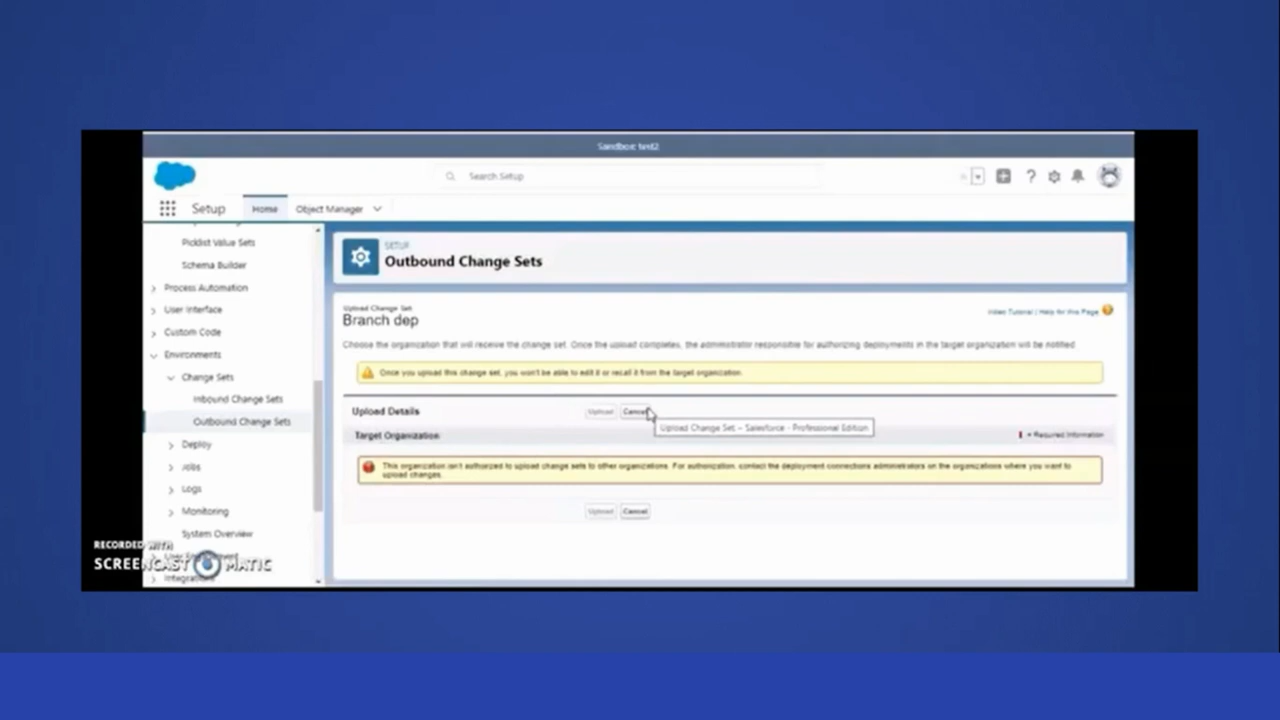 Sandbox: test2
Search Setup
Setup
Home
Object Manager
Picklist Value Sets
Schema Builder
Process Automation
User Interface
Custom Code
Environments
Change Sets
Inbound Change Sets
Outbound Change Sets
Deploy
Jobs
Logs
Monitoring
System Overview
User Engagement
Integrations
SETUP
Outbound Change Sets
Upload Change Set
Branch dep
Video Tutorial | Help for this Page
Choose the organization that will receive the change set. Once the upload completes, the administrator responsible for authorizing deployments in the target organization will be notified.
Once you upload this change set, you won't be able to edit it or recall it from the target organization.
Upload Details
Upload Cancel
Upload Change Set ~ Salesforce - Professional Edition
Target Organization
= Required Information
This organization isn't authorized to upload change sets to other organizations. For authorization, contact the deployment connections administrators on the organizations where you want to
upload changes.
Upload Cancel
RECORDED WITH
SCREENCAST MATIC